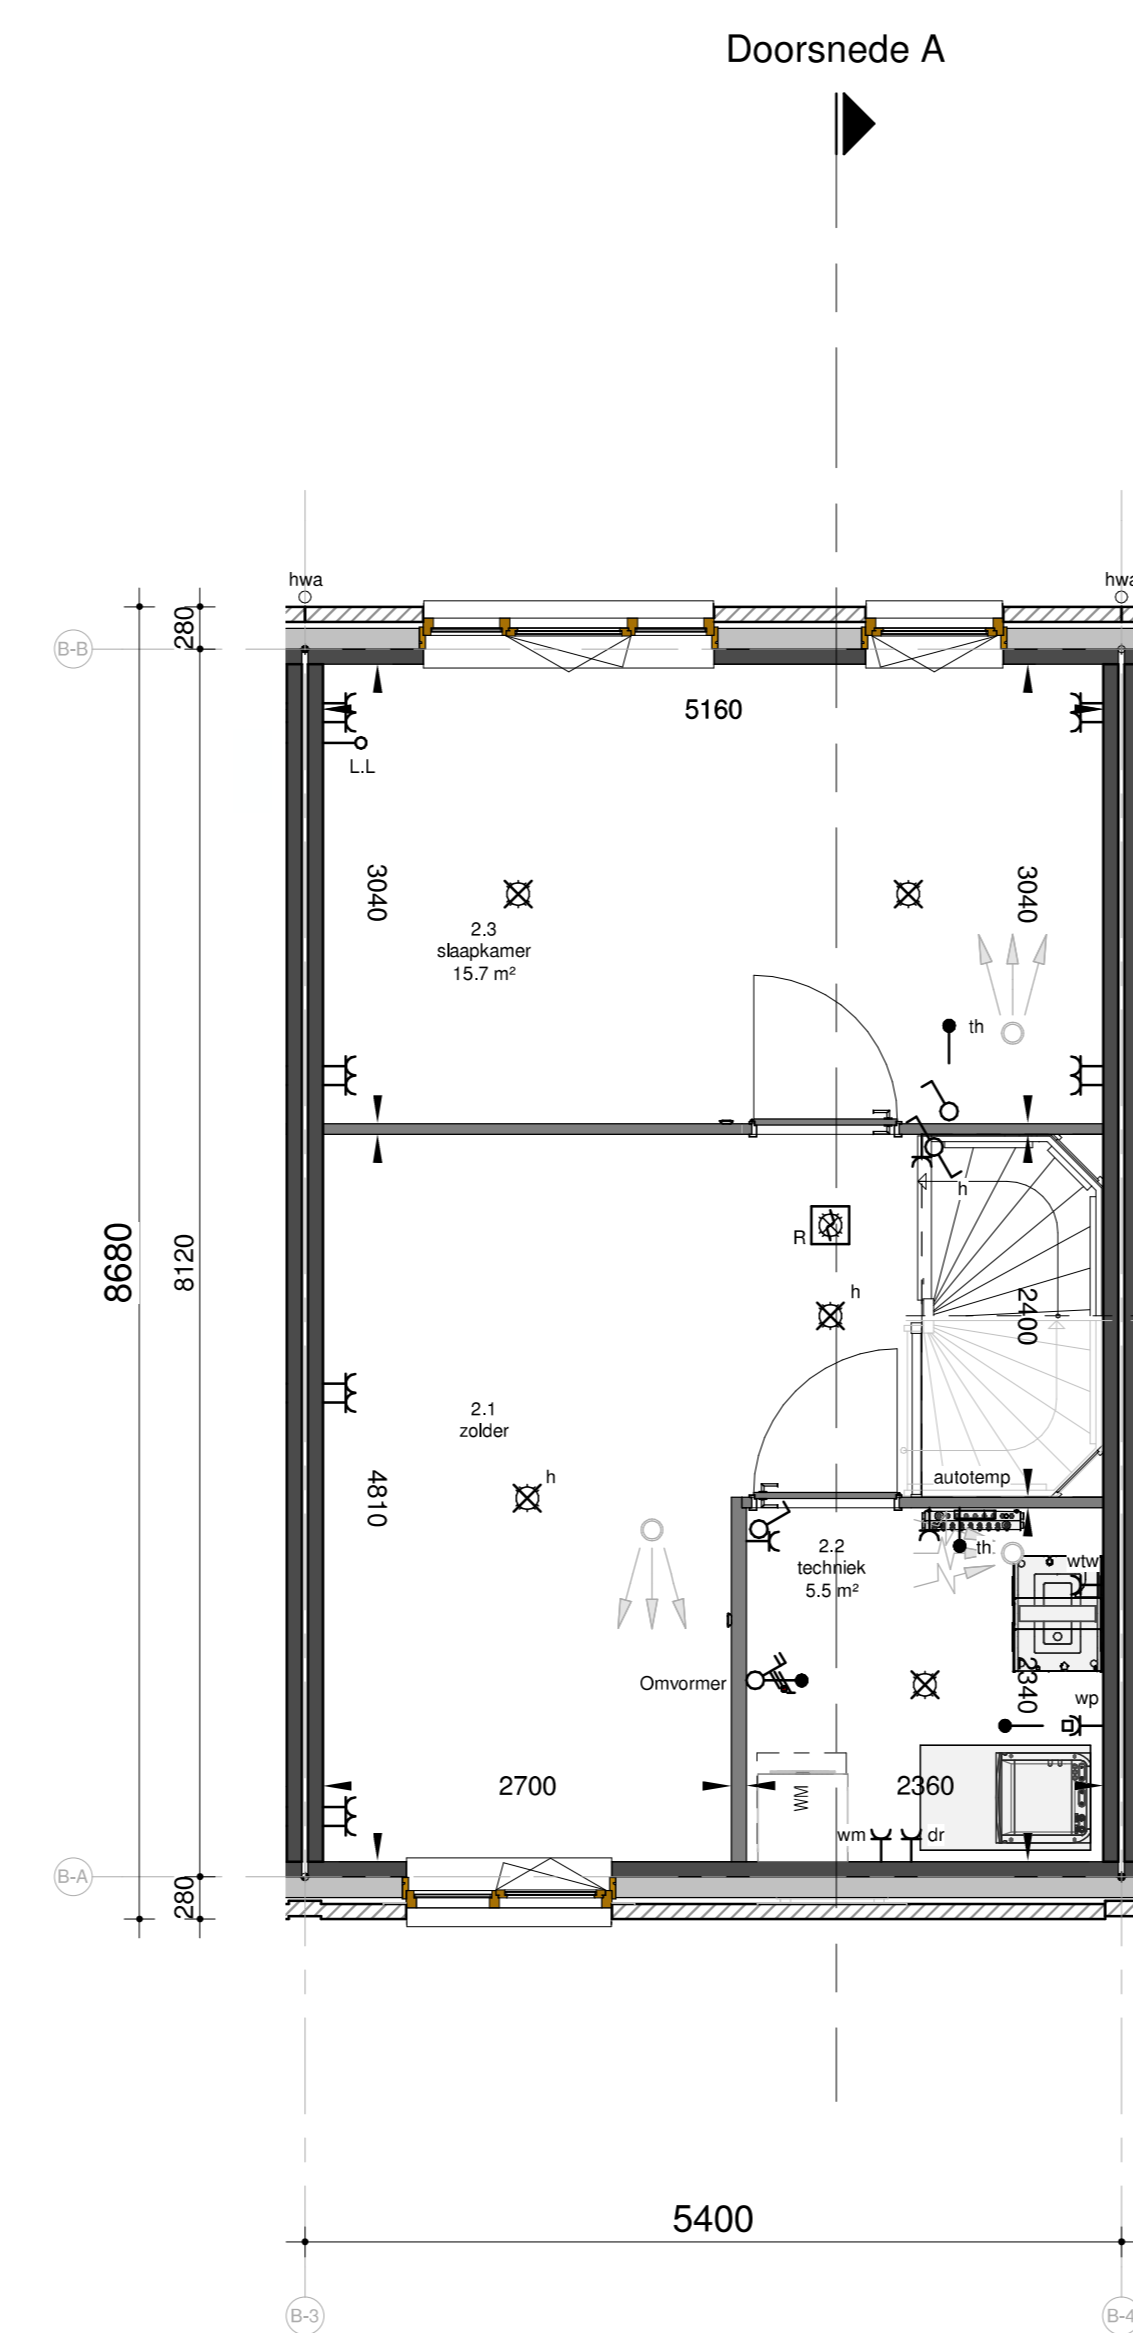 Doorsnede A
hwa
hwa
280
B-B
5160
L.L
3040
3040
2.3
slaapkamer
15.7 m²
th
h
R
h
8680
8120
2400
2.1
zolder
autotemp
h
4810
2.2
techniek
5.5 m²
th
wtw
Omvormer
2340
wp
2700
WM
2360
wm
dr
B-A
280
5400
B-3
B-4